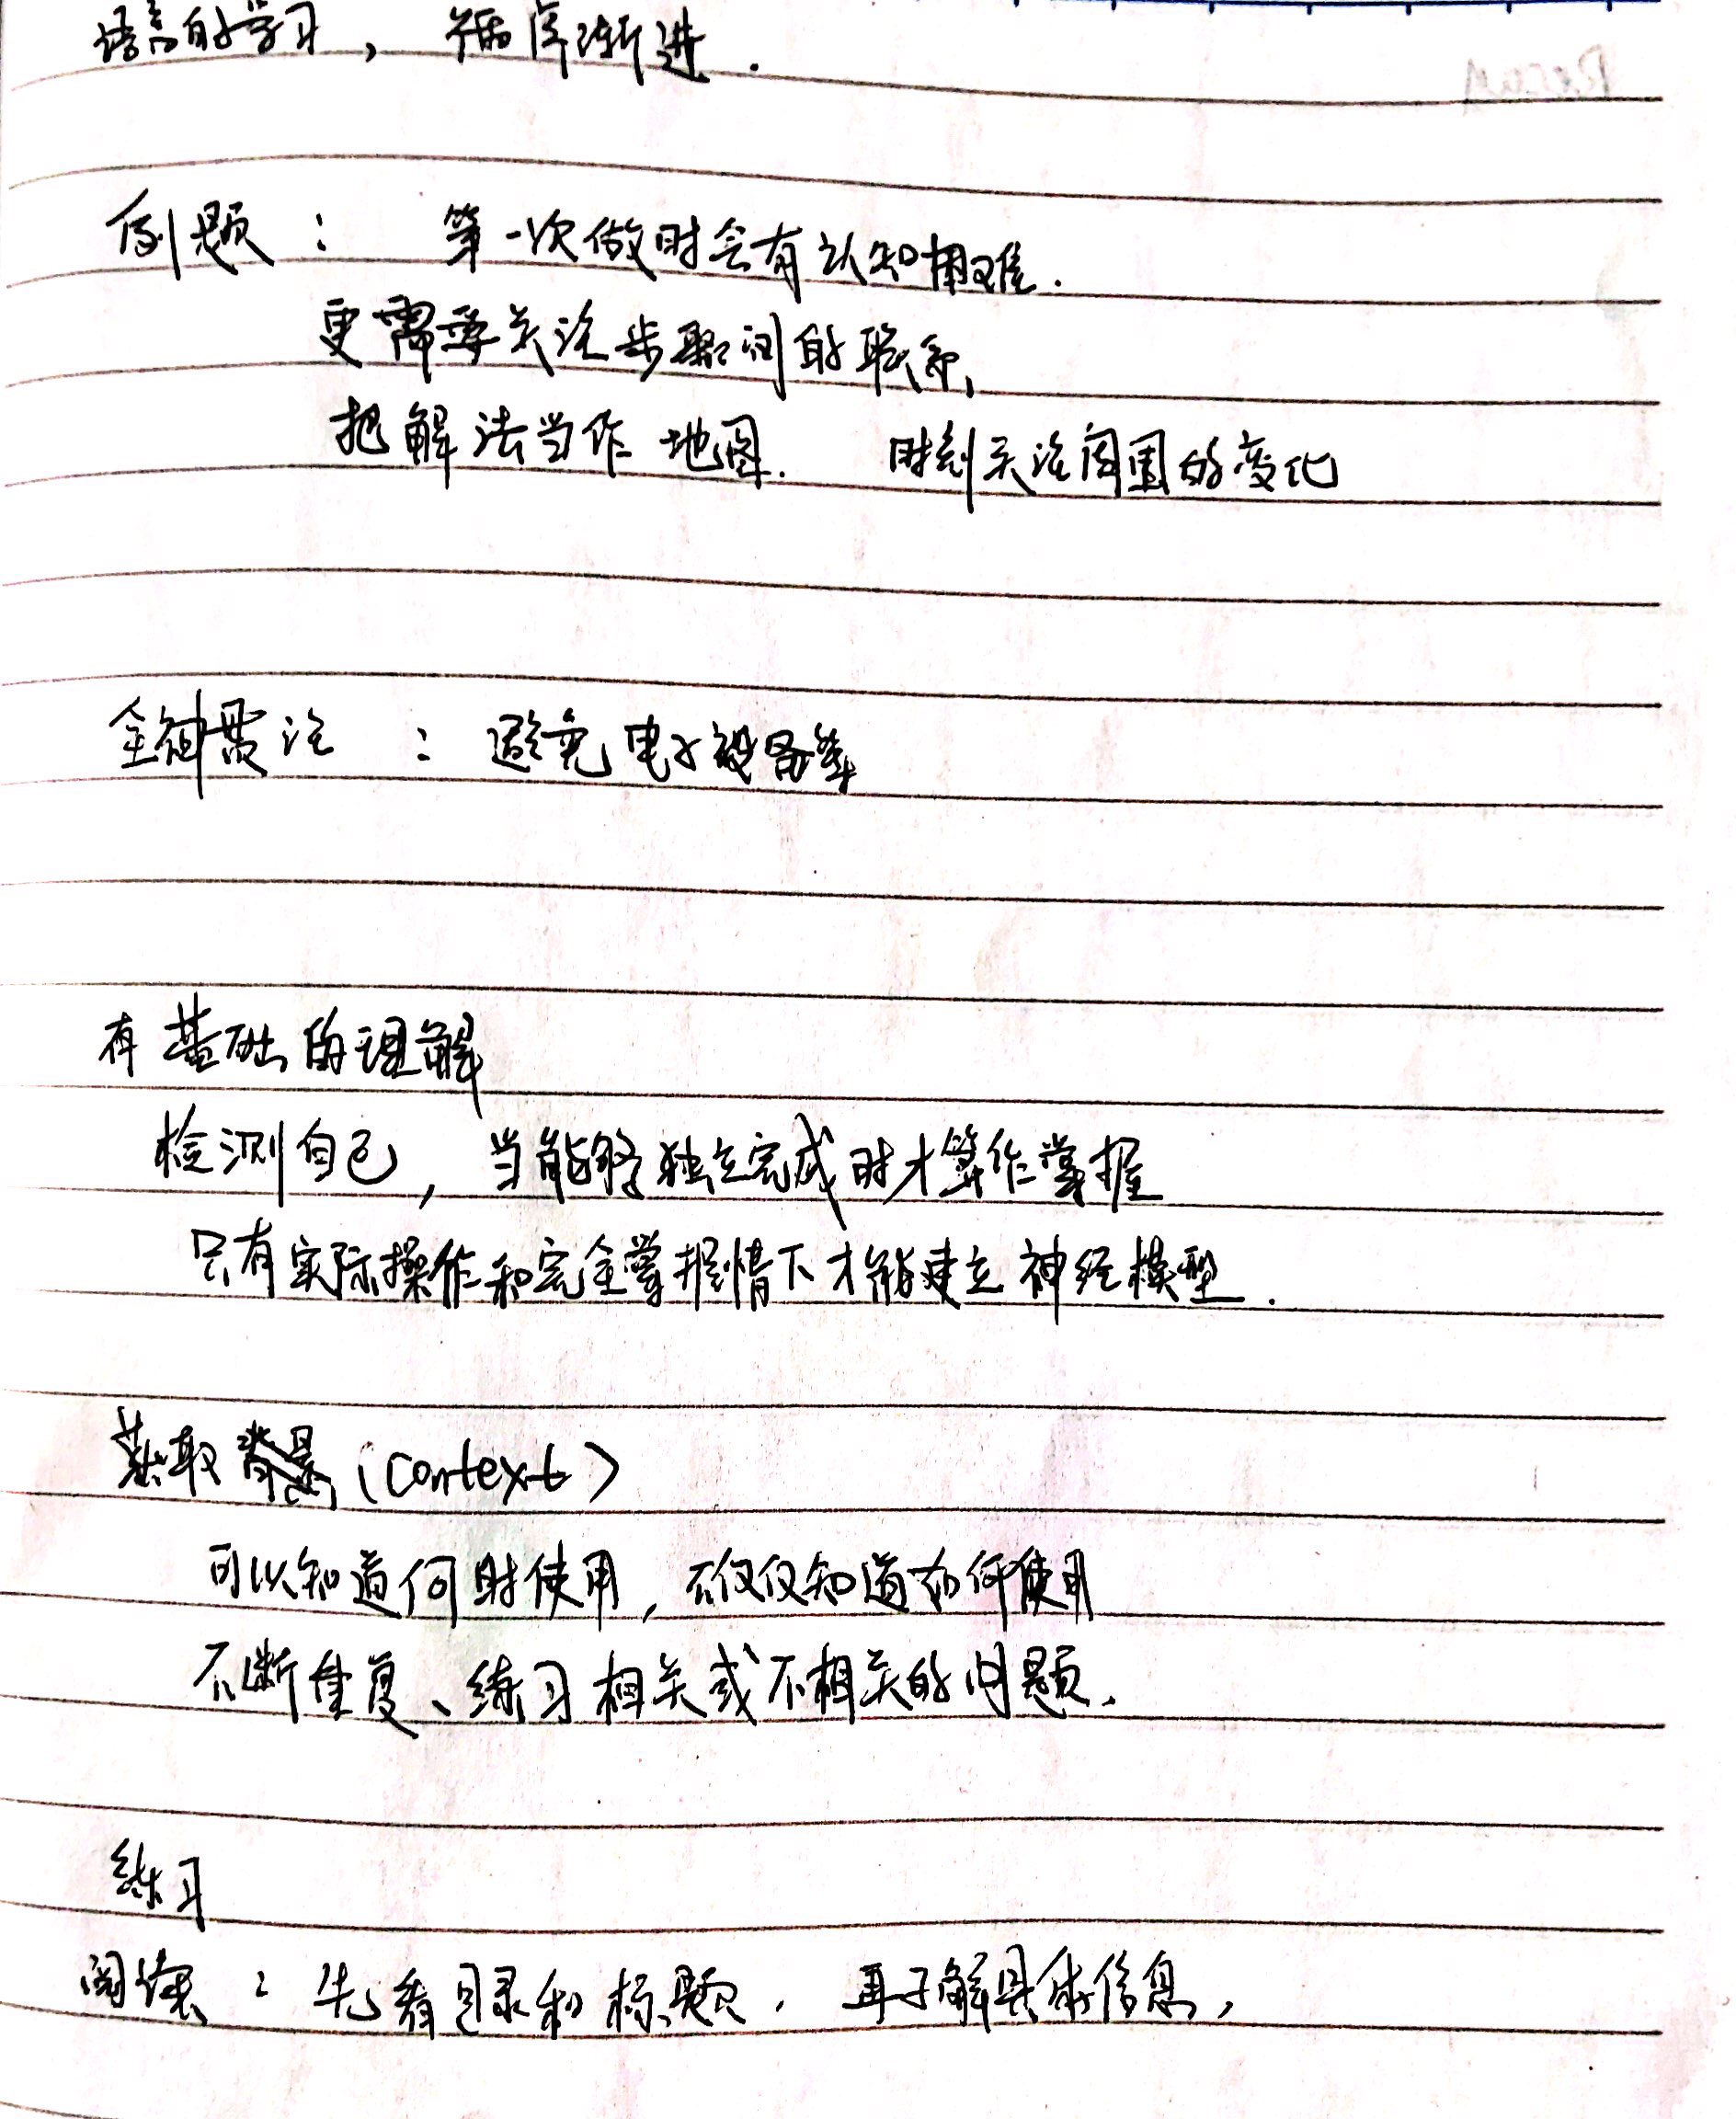 语言的学习，循序渐进.
例题： 第一次做时会有认知困难.
更需要关注步骤间的联系,
把解法当作 地图. 时刻关注周围的变化
全神贯注 ：避免电子设备等
有基础的理解
检测自己, 当能够独立完成时才算作掌握
只有实际操作和完全掌握情下才能建立神经模型.
获取背景(context)
可以知道何时使用, 不仅仅知道如何使用
不断重复、练习相关或不相关的问题.
练习
阅读：先看目录和标题. 再了解具体信息,